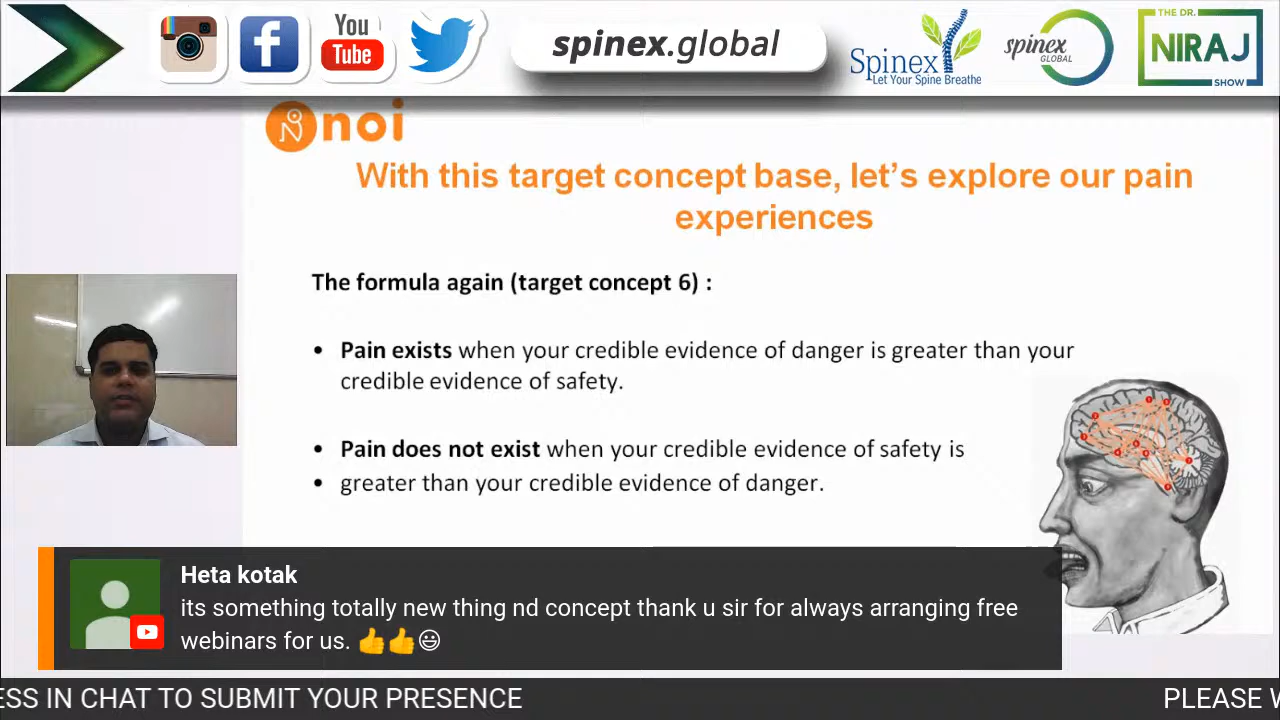 You
Tube
spinex.global
Spinex
Let Your Spine Breathe
spinex
GLOBAL
THE DR.
NIRAJ
SHOW
noi
With this target concept base, let's explore our pain
experiences
The formula again (target concept 6) :
• Pain exists when your credible evidence of danger is greater than your
credible evidence of safety.
• Pain does not exist when your credible evidence of safety is
• greater than your credible evidence of danger.
Heta kotak
its something totally new thing nd concept thank u sir for always arranging free
webinars for us. 👍👍😃
ESS IN CHAT TO SUBMIT YOUR PRESENCE
PLEASE W